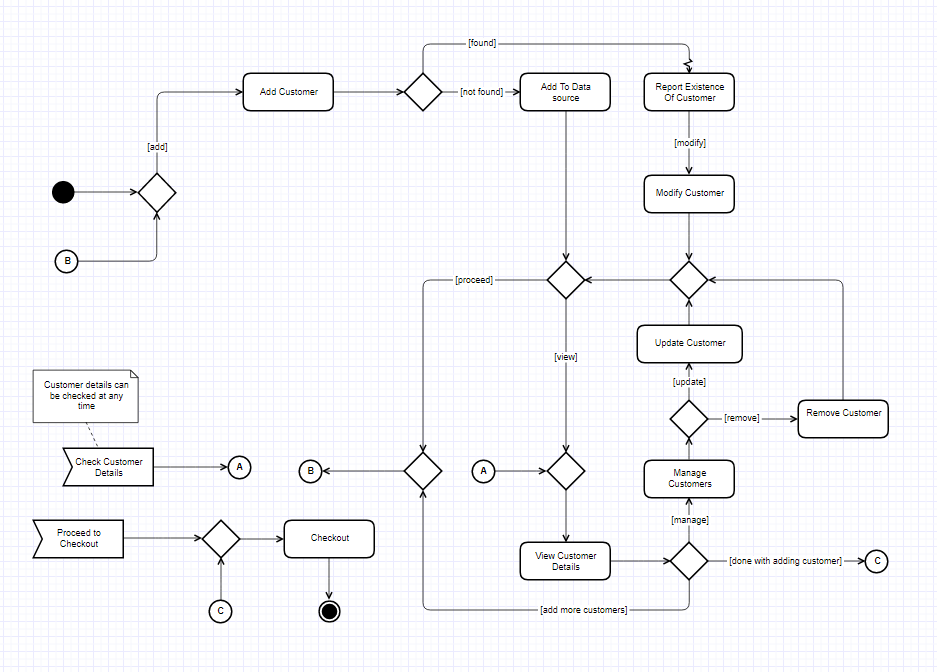 [found]
Add Customer
[not found]
Add To Data
source
Report Existence
Of Customer
[add]
[modify]
Modify Customer
B
[proceed]
[view]
Update Customer
[update]
Customer details can
be checked at any
time
[remove]
Remove Customer
Check Customer
Details
A
B
A
Manage
Customers
[manage]
Proceed to
Checkout
Checkout
View Customer
Details
[done with adding customer]
C
C
[add more customers]